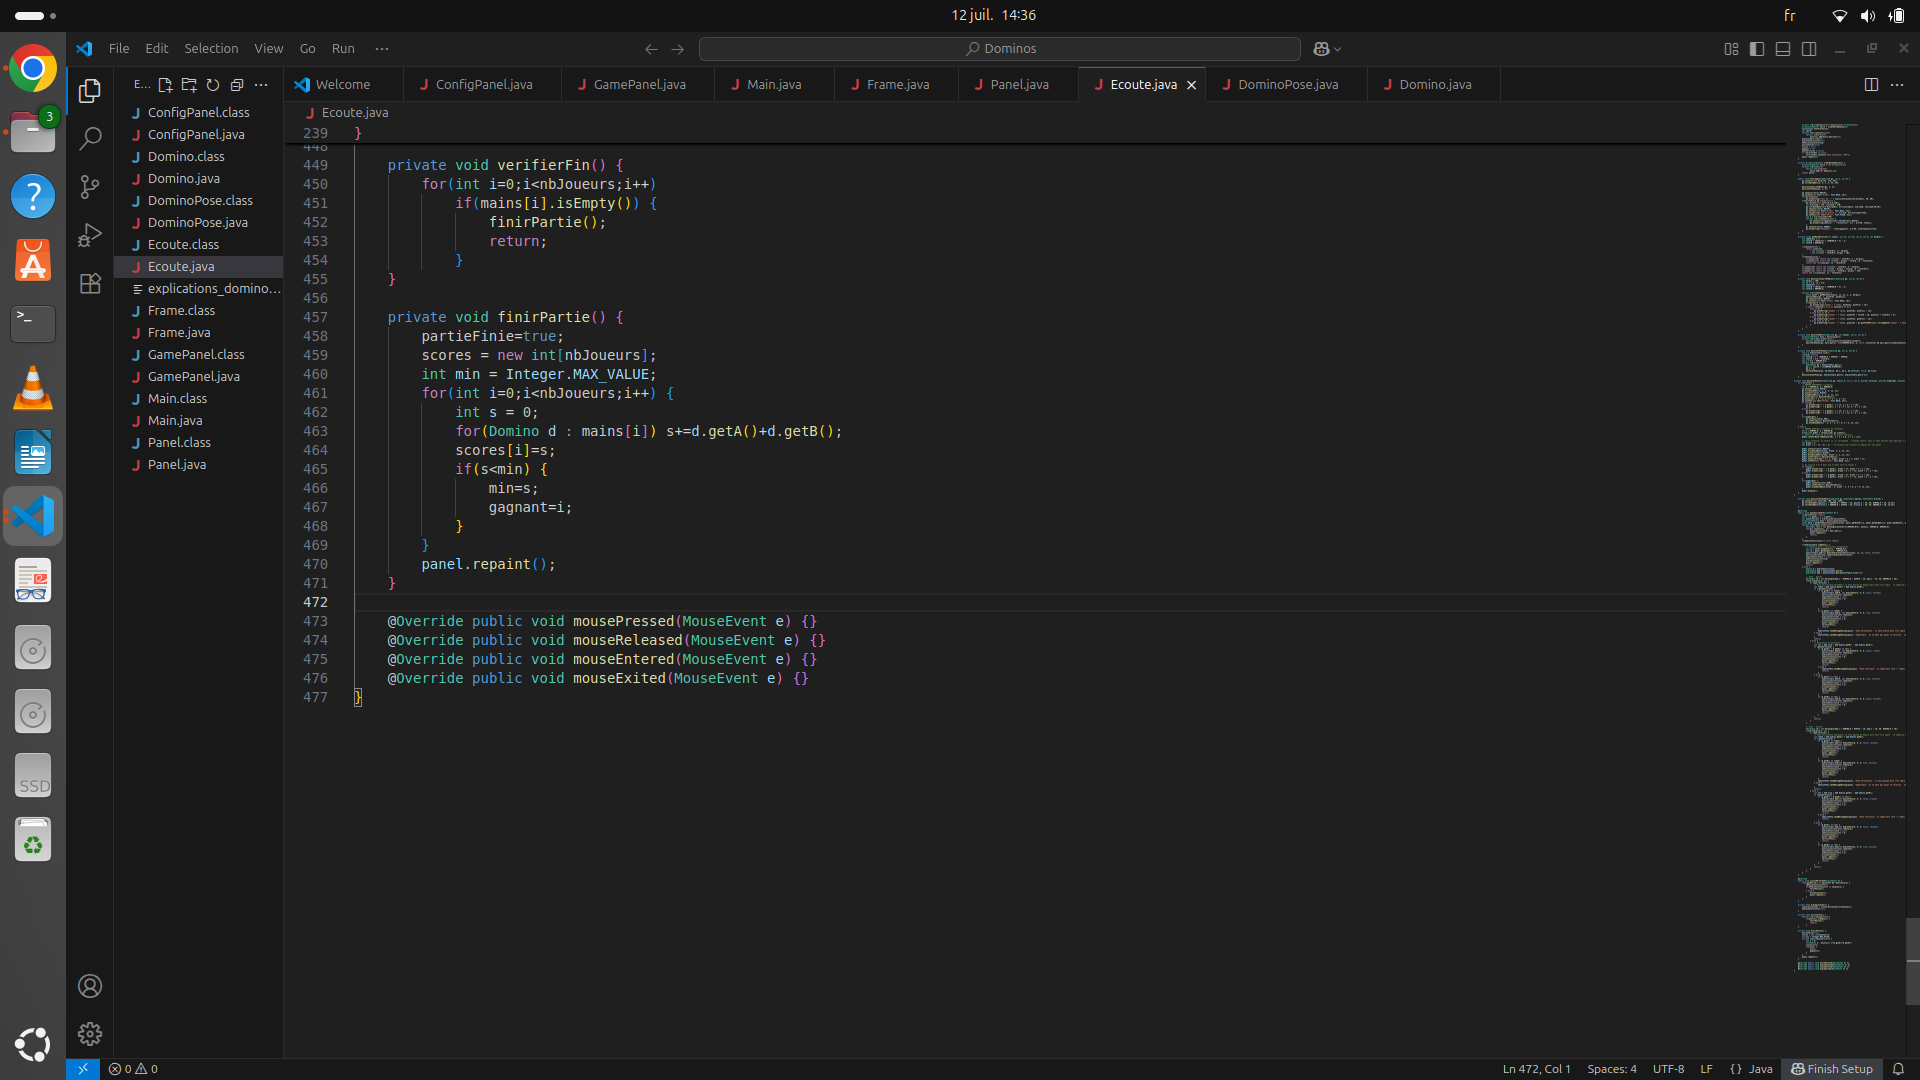 12 juil. 14:36
fr
File Edit Selection View Go Run ···
Dominos
E... ···
Welcome ConfigPanel.java GamePanel.java Main.java Frame.java Panel.java Ecoute.java DominoPose.java Domino.java
3
ConfigPanel.class
ConfigPanel.java
Domino.class
Domino.java
DominoPose.class
DominoPose.java
Ecoute.class
Ecoute.java
explications_domino...
Frame.class
Frame.java
GamePanel.class
GamePanel.java
Main.class
Main.java
Panel.class
Panel.java
SSD
Ecoute.java
239 }
448
449 private void verifierFin() {
450 for(int i=0;i<nbJoueurs;i++)
451 if(mains[i].isEmpty()) {
452 finirPartie();
453 return;
454 }
455 }
456
457 private void finirPartie() {
458 partieFinie=true;
459 scores = new int[nbJoueurs];
460 int min = Integer.MAX_VALUE;
461 for(int i=0;i<nbJoueurs;i++) {
462 int s = 0;
463 for(Domino d : mains[i]) s+=d.getA()+d.getB();
464 scores[i]=s;
465 if(s<min) {
466 min=s;
467 gagnant=i;
468 }
469 }
470 panel.repaint();
471 }
472
473 @Override public void mousePressed(MouseEvent e) {}
474 @Override public void mouseReleased(MouseEvent e) {}
475 @Override public void mouseEntered(MouseEvent e) {}
476 @Override public void mouseExited(MouseEvent e) {}
477 }
0 0
Ln 472, Col 1 Spaces: 4 UTF-8 LF {} Java Finish Setup